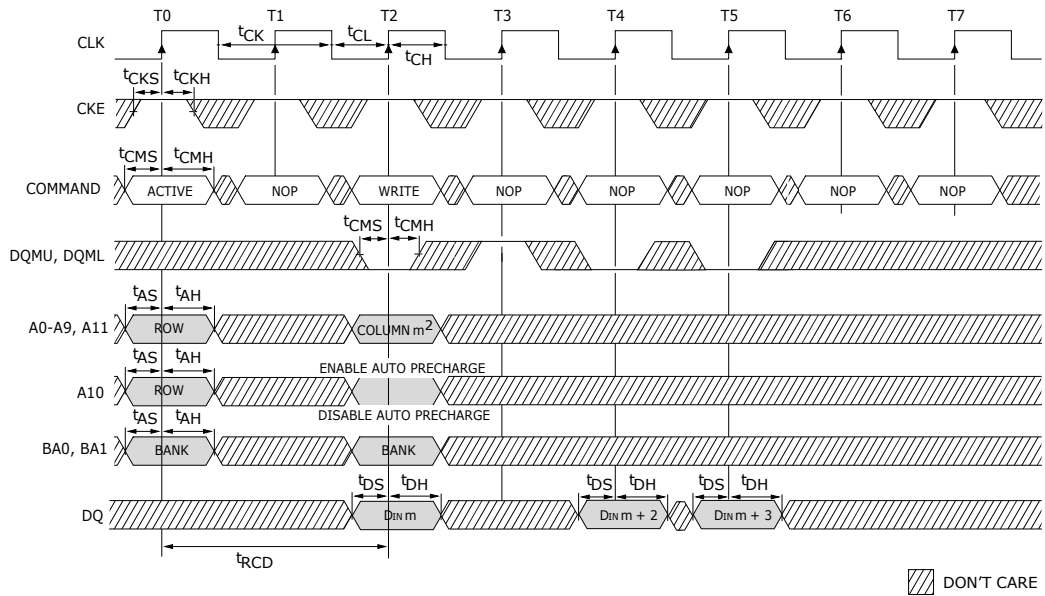 T0 T1 T2 T3 T4 T5 T6 T7
CLK
tCK tCL
tCH
tCKS tCKH
CKE
tCMS tCMH
COMMAND ACTIVE NOP WRITE NOP NOP NOP NOP NOP
tCMS tCMH
DQMU, DQML
tAS tAH
A0-A9, A11 ROW COLUMN m2
tAS tAH ENABLE AUTO PRECHARGE
A10 ROW
DISABLE AUTO PRECHARGE
tAS tAH
BA0, BA1 BANK BANK
tDS tDH tDS tDH tDS tDH
DQ DIN m DIN m + 2 DIN m + 3
tRCD
DON'T CARE